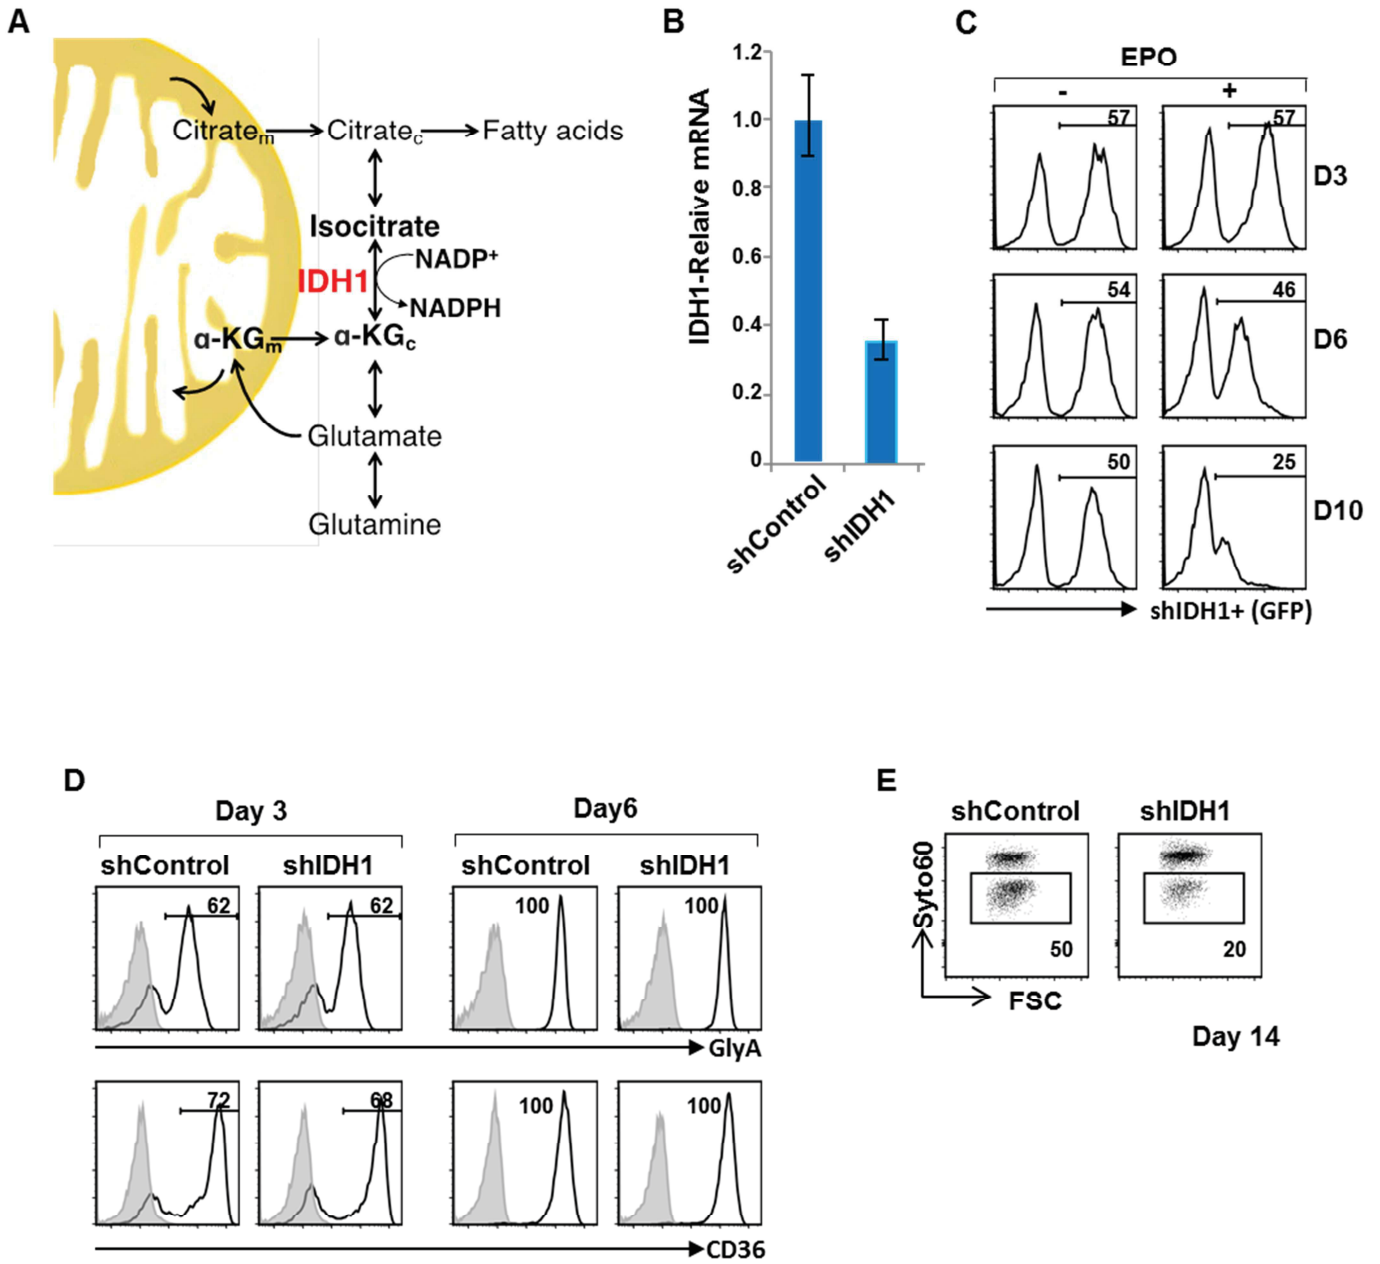 A
Citratem
Citratec
Fatty acids
Isocitrate
NADP+
IDH1
NADPH
α-KGm
α-KGc
Glutamate
Glutamine
B
IDH1-Relaive mRNA
1.2
1.0
0.8
0.6
0.4
0.2
0
shControl
shIDH1
C
EPO
- +
57 57 D3
54 46 D6
50 25 D10
shIDH1+ (GFP)
D
Day 3 Day6
shControl shIDH1 shControl shIDH1
62 62 100 100
GlyA
72 68 100 100
CD36
E
shControl shIDH1
Syto60
50 20
FSC
Day 14